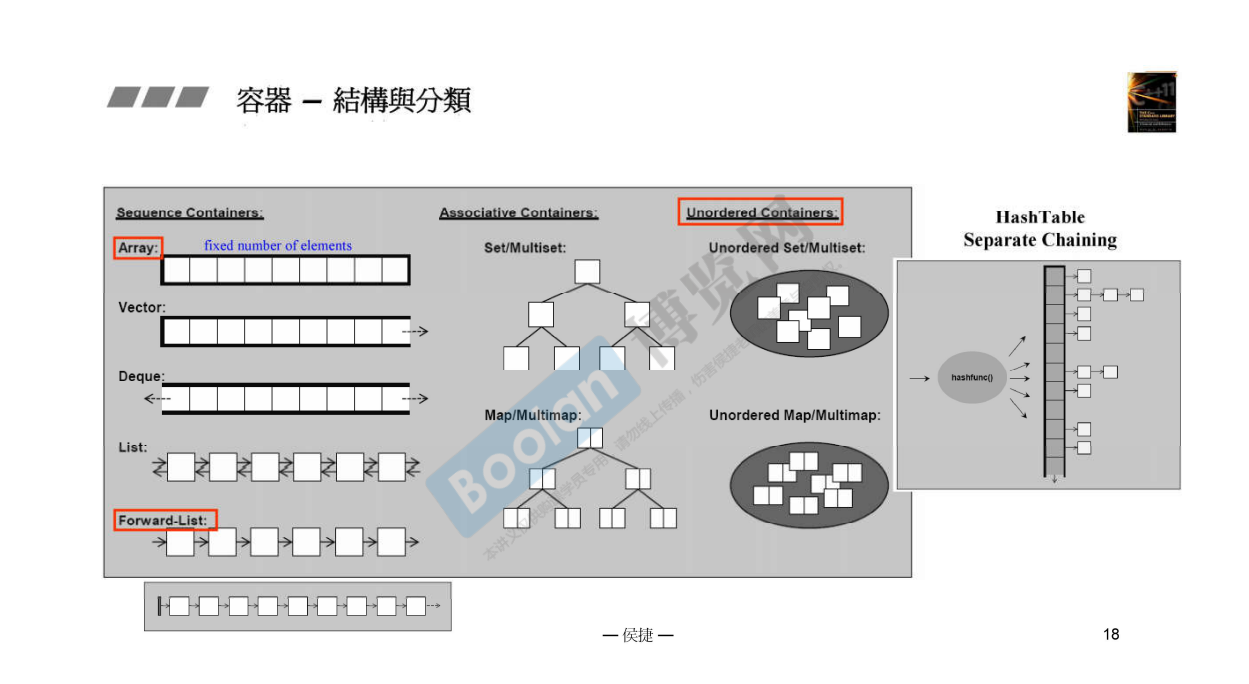 容器 – 結構與分類
C++11
Sequence Containers:
Associative Containers:
Unordered Containers:
HashTable
Separate Chaining
Array:
fixed number of elements
Set/Multiset:
Unordered Set/Multiset:
Vector:
Deque:
hashfunc()
List:
Map/Multimap:
Unordered Map/Multimap:
Forward-List:
Boolan 博览网
— 侯捷 —
18